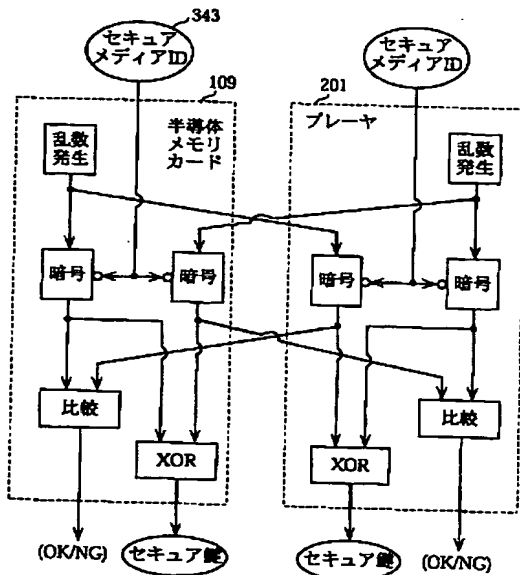 343
セキュア
メディアID
セキュア
メディアID
109
201
半導体
メモリ
カード
プレーヤ
乱数
発生
乱数
発生
暗号
暗号
暗号
暗号
比較
比較
XOR
XOR
(OK/NG)
セキュア鍵
セキュア鍵
(OK/NG)